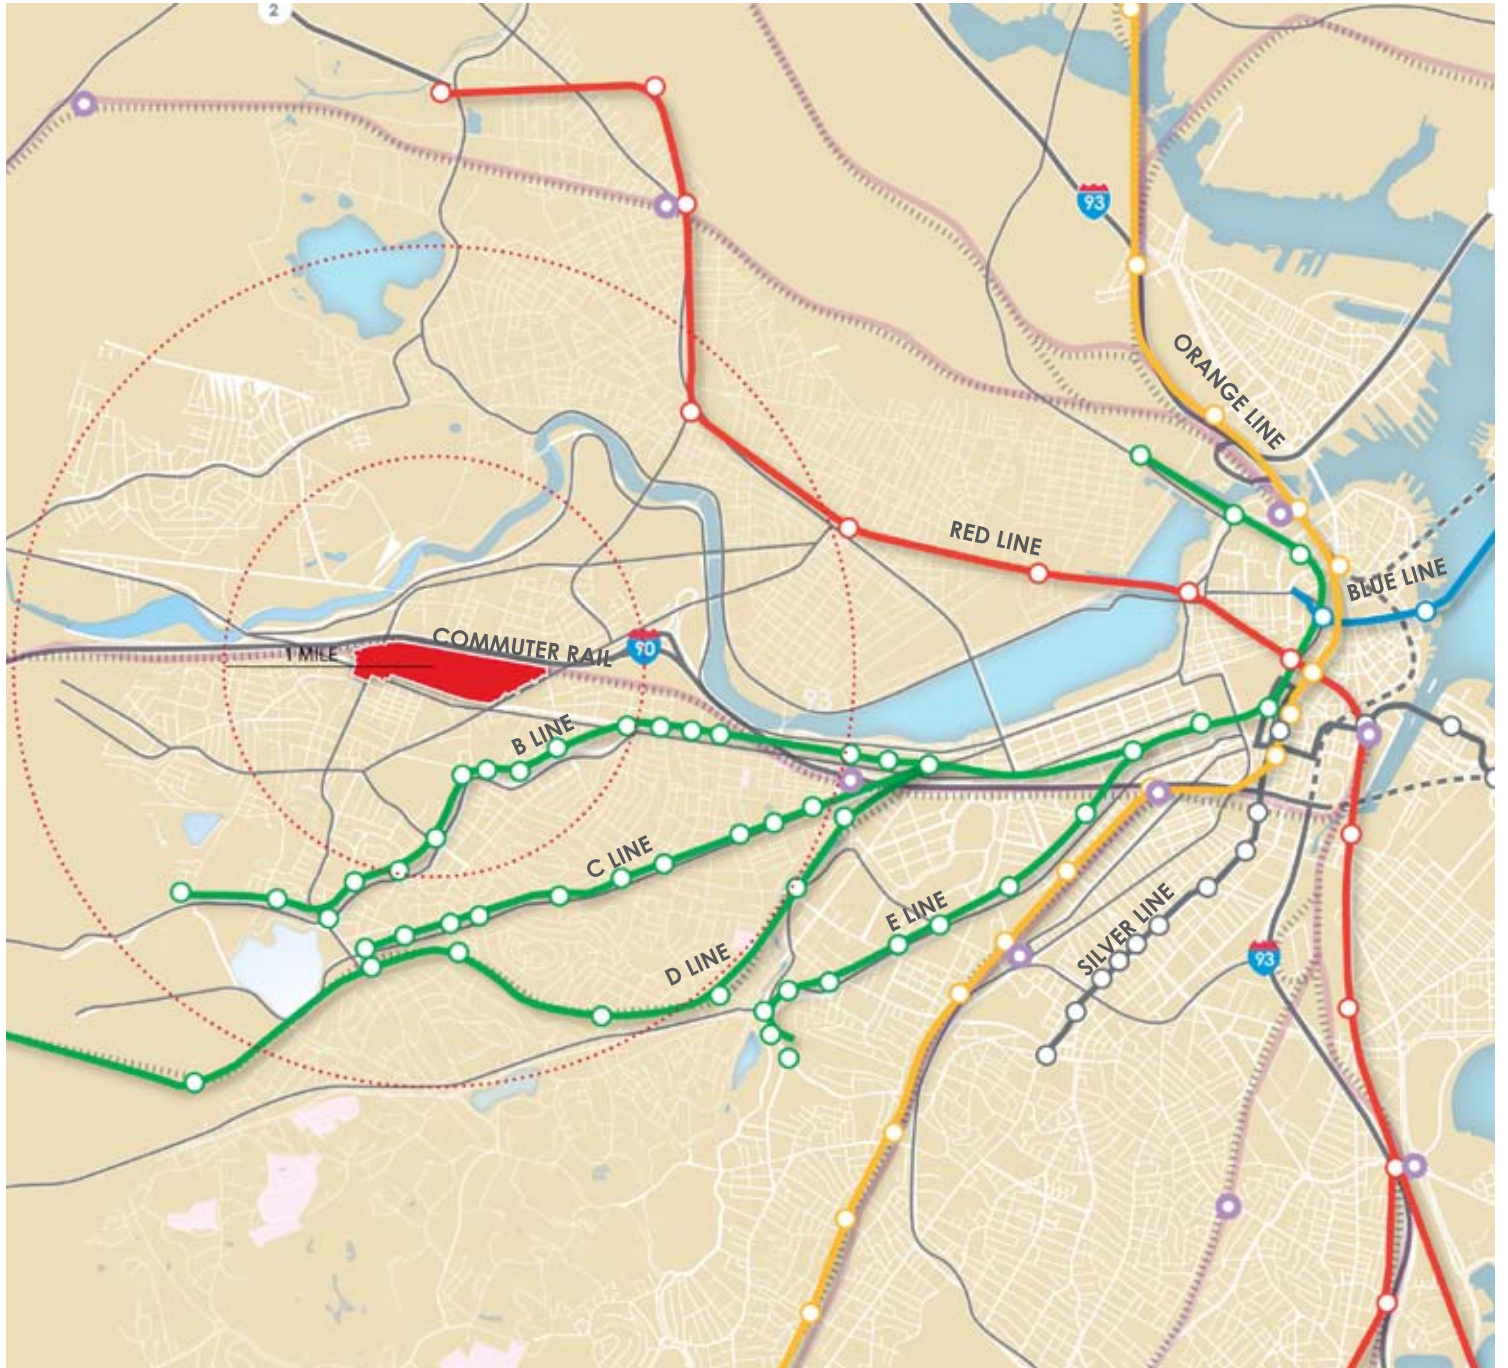 2
93
ORANGE LINE
RED LINE
BLUE LINE
COMMUTER RAIL
90
1 MILE
93
B LINE
C LINE
E LINE
D LINE
SILVER LINE
93